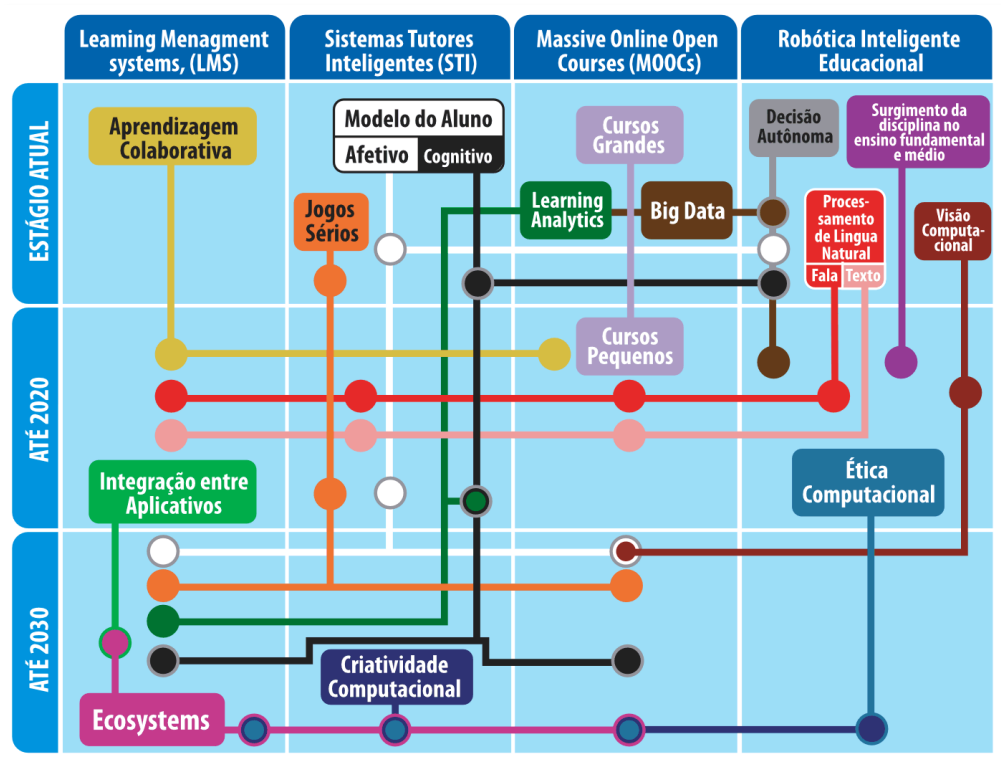 Leaming Menagment
systems, (LMS)
Sistemas Tutores
Inteligentes (STI)
Massive Online Open
Courses (MOOCs)
Robótica Inteligente
Educacional
ESTÁGIO ATUAL
Aprendizagem
Colaborativa
Modelo do Aluno
Afetivo
Cognitivo
Jogos
Sérios
Cursos
Grandes
Learning
Analytics
Big Data
Decisão
Autônoma
Surgimento da
disciplina no
ensino fundamental
e médio
Proces-
samento
de Lingua
Natural
Fala
Texto
Visão
Computa-
cional
ATÉ 2020
Cursos
Pequenos
Integração entre
Aplicativos
Ética
Computacional
ATÉ 2030
Criatividade
Computacional
Ecosystems